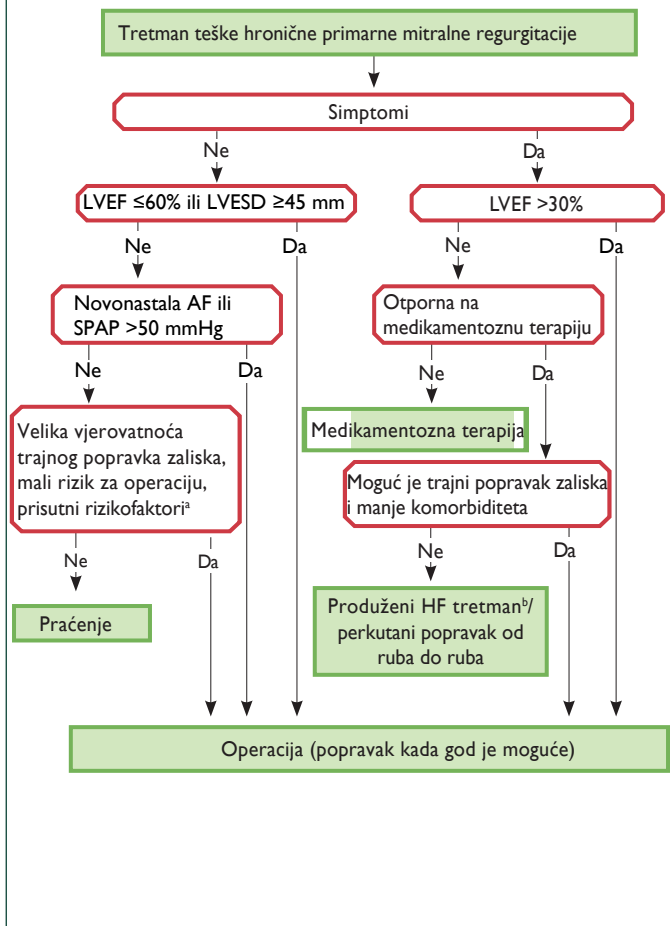 Tretman teške hronične primarne mitralne regurgitacije
Simptomi
Ne
Da
LVEF ≤60% ili LVESD ≥45 mm
LVEF >30%
Ne
Da
Ne
Da
Novonastala AF ili
SPAP >50 mmHg
Otporna na
medikamentoznu terapiju
Ne
Da
Ne
Da
Velika vjerovatnoća
trajnog popravka zaliska,
mali rizik za operaciju,
prisutni rizikofaktoriᵃ
Medikamentozna terapija
Moguć je trajni popravak zaliska
i manje komorbiditeta
Ne
Da
Ne
Da
Praćenje
Produženi HF tretmanᵇ/
perkutani popravak od
ruba do ruba
Operacija (popravak kada god je moguće)